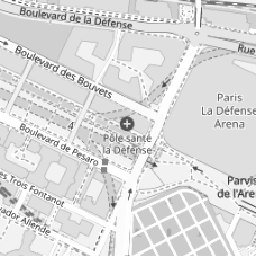 Boulevard de la Défense
Rue
Boulevard des Bouvets
Paris
La Défense
Arena
Pôle santé
la Défense
Boulevard de Pesaro
Trois Fontanot
Allende
Parvis
de l'Are